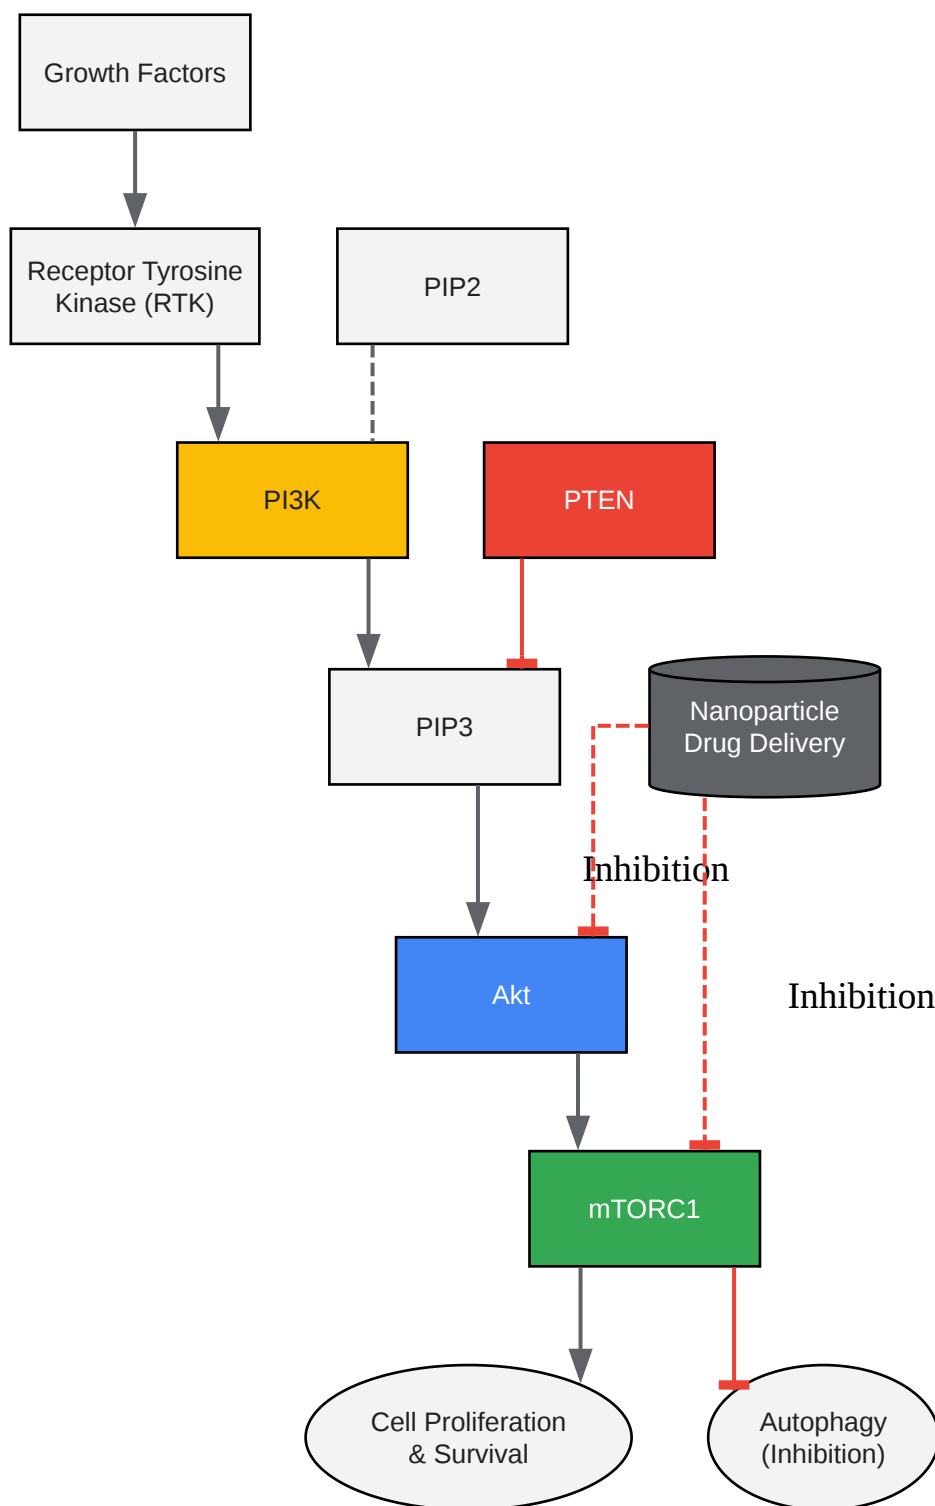 Growth Factors
Receptor Tyrosine
Kinase (RTK)
PIP2
PI3K
PTEN
PIP3
Nanoparticle
Drug Delivery
Inhibition
Akt
Inhibition
mTORC1
Cell Proliferation
& Survival
Autophagy
(Inhibition)